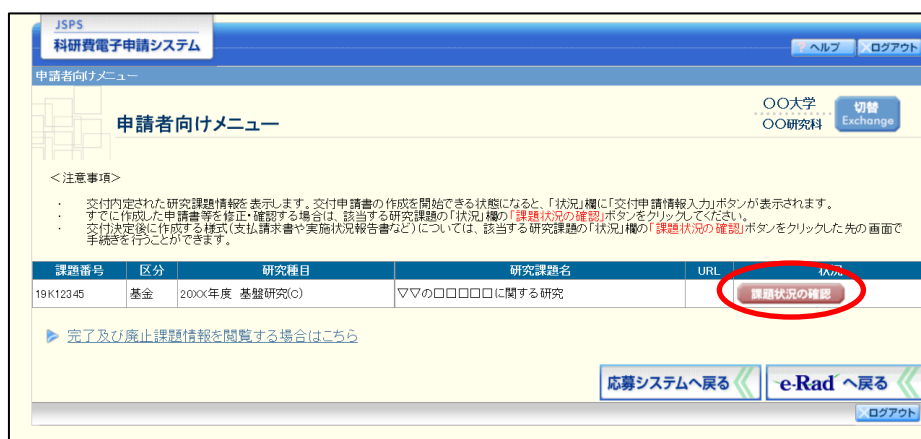 JSPS
科研費電子申請システム
ヘルプ ログアウト
申請者向けメニュー
〇〇大学
申請者向けメニュー
〇〇研究科
切替
Exchange
<注意事項>
・ 交付内定された研究課題情報を表示します。交付申請書の作成を開始できる状態になると、「状況」欄に「交付申請情報入力」ボタンが表示されます。
・ すでに作成した申請書等を修正・確認する場合は、該当する研究課題の「状況」欄の「課題状況の確認」ボタンをクリックしてください。
・ 交付決定後に作成する様式(支払請求書や実施状況報告書など)については、該当する研究課題の「状況」欄の「課題状況の確認」ボタンをクリックした先の画面で
手続きを行うことができます。
課題番号 区分 研究種目 研究課題名 URL 状況
19K12345 基金 20XX年度 基盤研究(C) ▽▽の□□□□□に関する研究 課題状況の確認
完了及び廃止課題情報を閲覧する場合はこちら
応募システムへ戻る e-Rad へ戻る
ログアウト